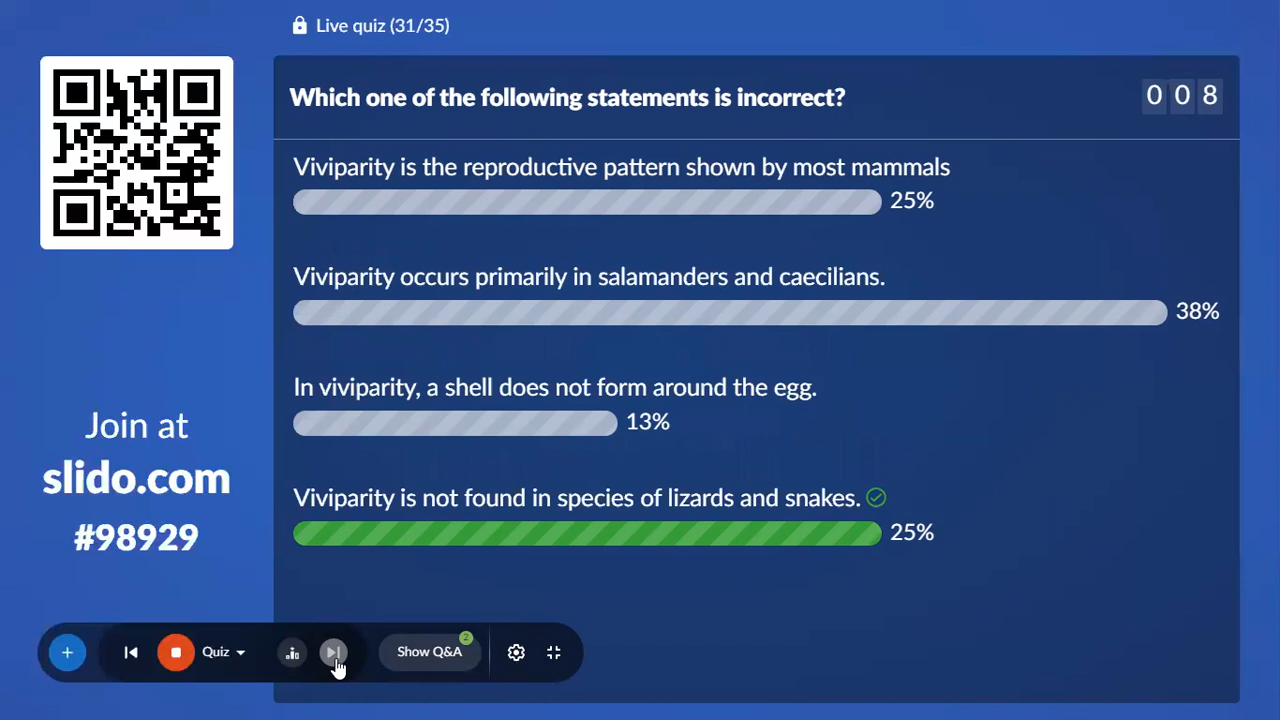 Live quiz (31/35)
Which one of the following statements is incorrect?
008
Viviparity is the reproductive pattern shown by most mammals
25%
Viviparity occurs primarily in salamanders and caecilians.
38%
In viviparity, a shell does not form around the egg.
13%
Viviparity is not found in species of lizards and snakes.
25%
Join at
slido.com
#98929
Quiz
Show Q&A
2